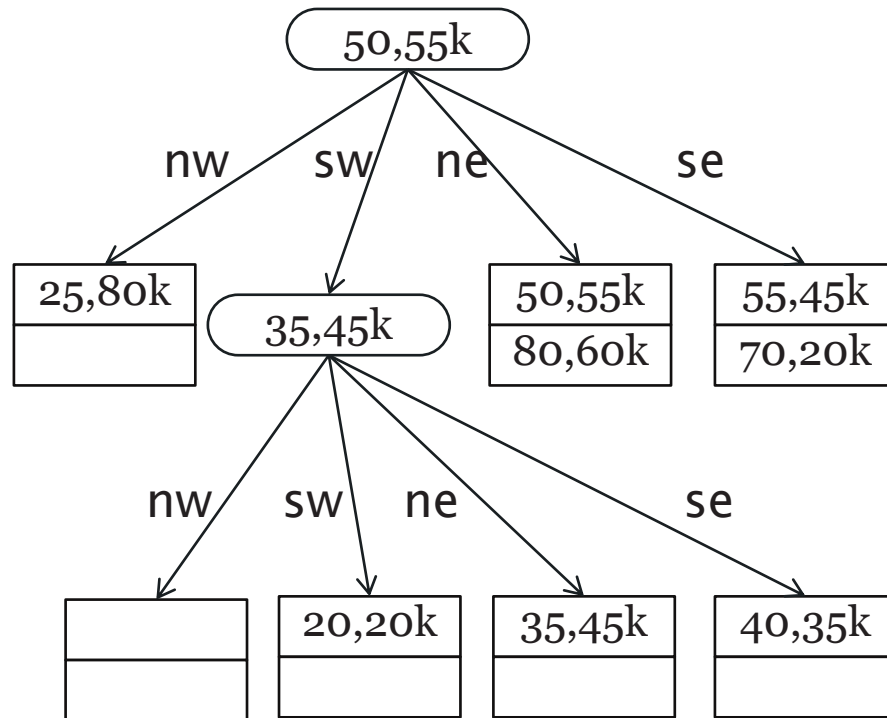 50,55k
nw sw ne se
25,80k
50,55k
55,45k
35,45k
80,60k
70,20k
nw sw ne se
20,20k
35,45k
40,35k